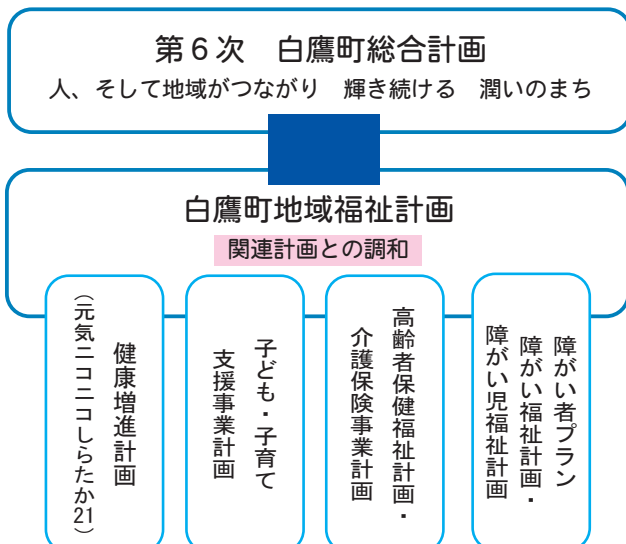 第６次　白鷹町総合計画
人、そして地域がつながり　輝き続ける　潤いのまち
白鷹町地域福祉計画
関連計画との調和
健康増進計画
（元気ニコニコしらたか21）
子ども・子育て
支援事業計画
高齢者保健福祉計画・
介護保険事業計画
障がい者プラン
障がい福祉計画・
障がい児福祉計画